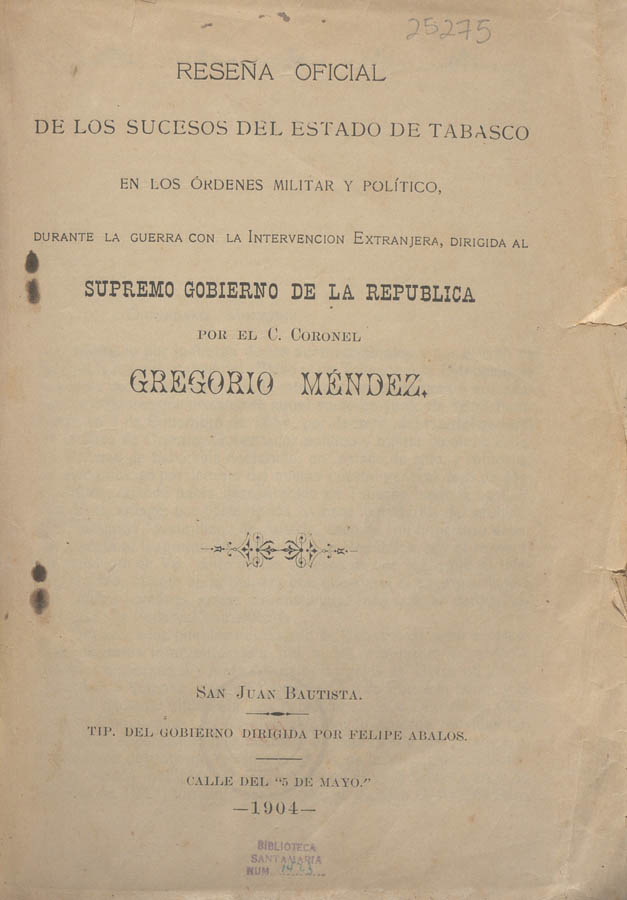 25275
RESEÑA OFICIAL
DE LOS SUCESOS DEL ESTADO DE TABASCO
EN LOS ÓRDENES MILITAR Y POLÍTICO,
DURANTE LA GUERRA CON LA INTERVENCION EXTRANJERA, DIRIGIDA AL
SUPREMO GOBIERNO DE LA REPUBLICA
POR EL C. CORONEL
GREGORIO MÉNDEZ.
SAN JUAN BAUTISTA.
TIP. DEL GOBIERNO DIRIGIDA POR FELIPE ABALOS.
CALLE DEL "5 DE MAYO."
—1904—
BIBLIOTECA
SANTAMARIA
NUM.